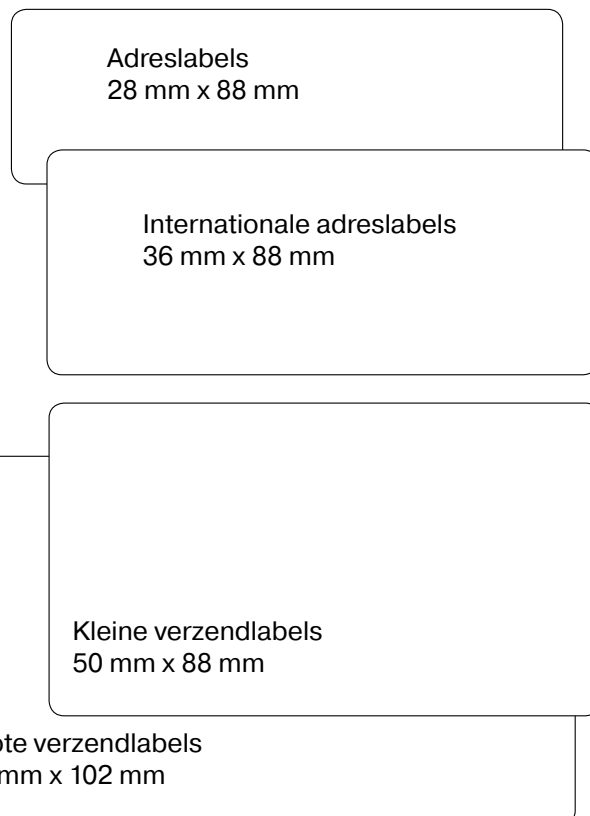 Adreslabels
28 mm x 88 mm
Internationale adreslabels
36 mm x 88 mm
Kleine verzendlabels
50 mm x 88 mm
verzendlabels
mm x 102 mm